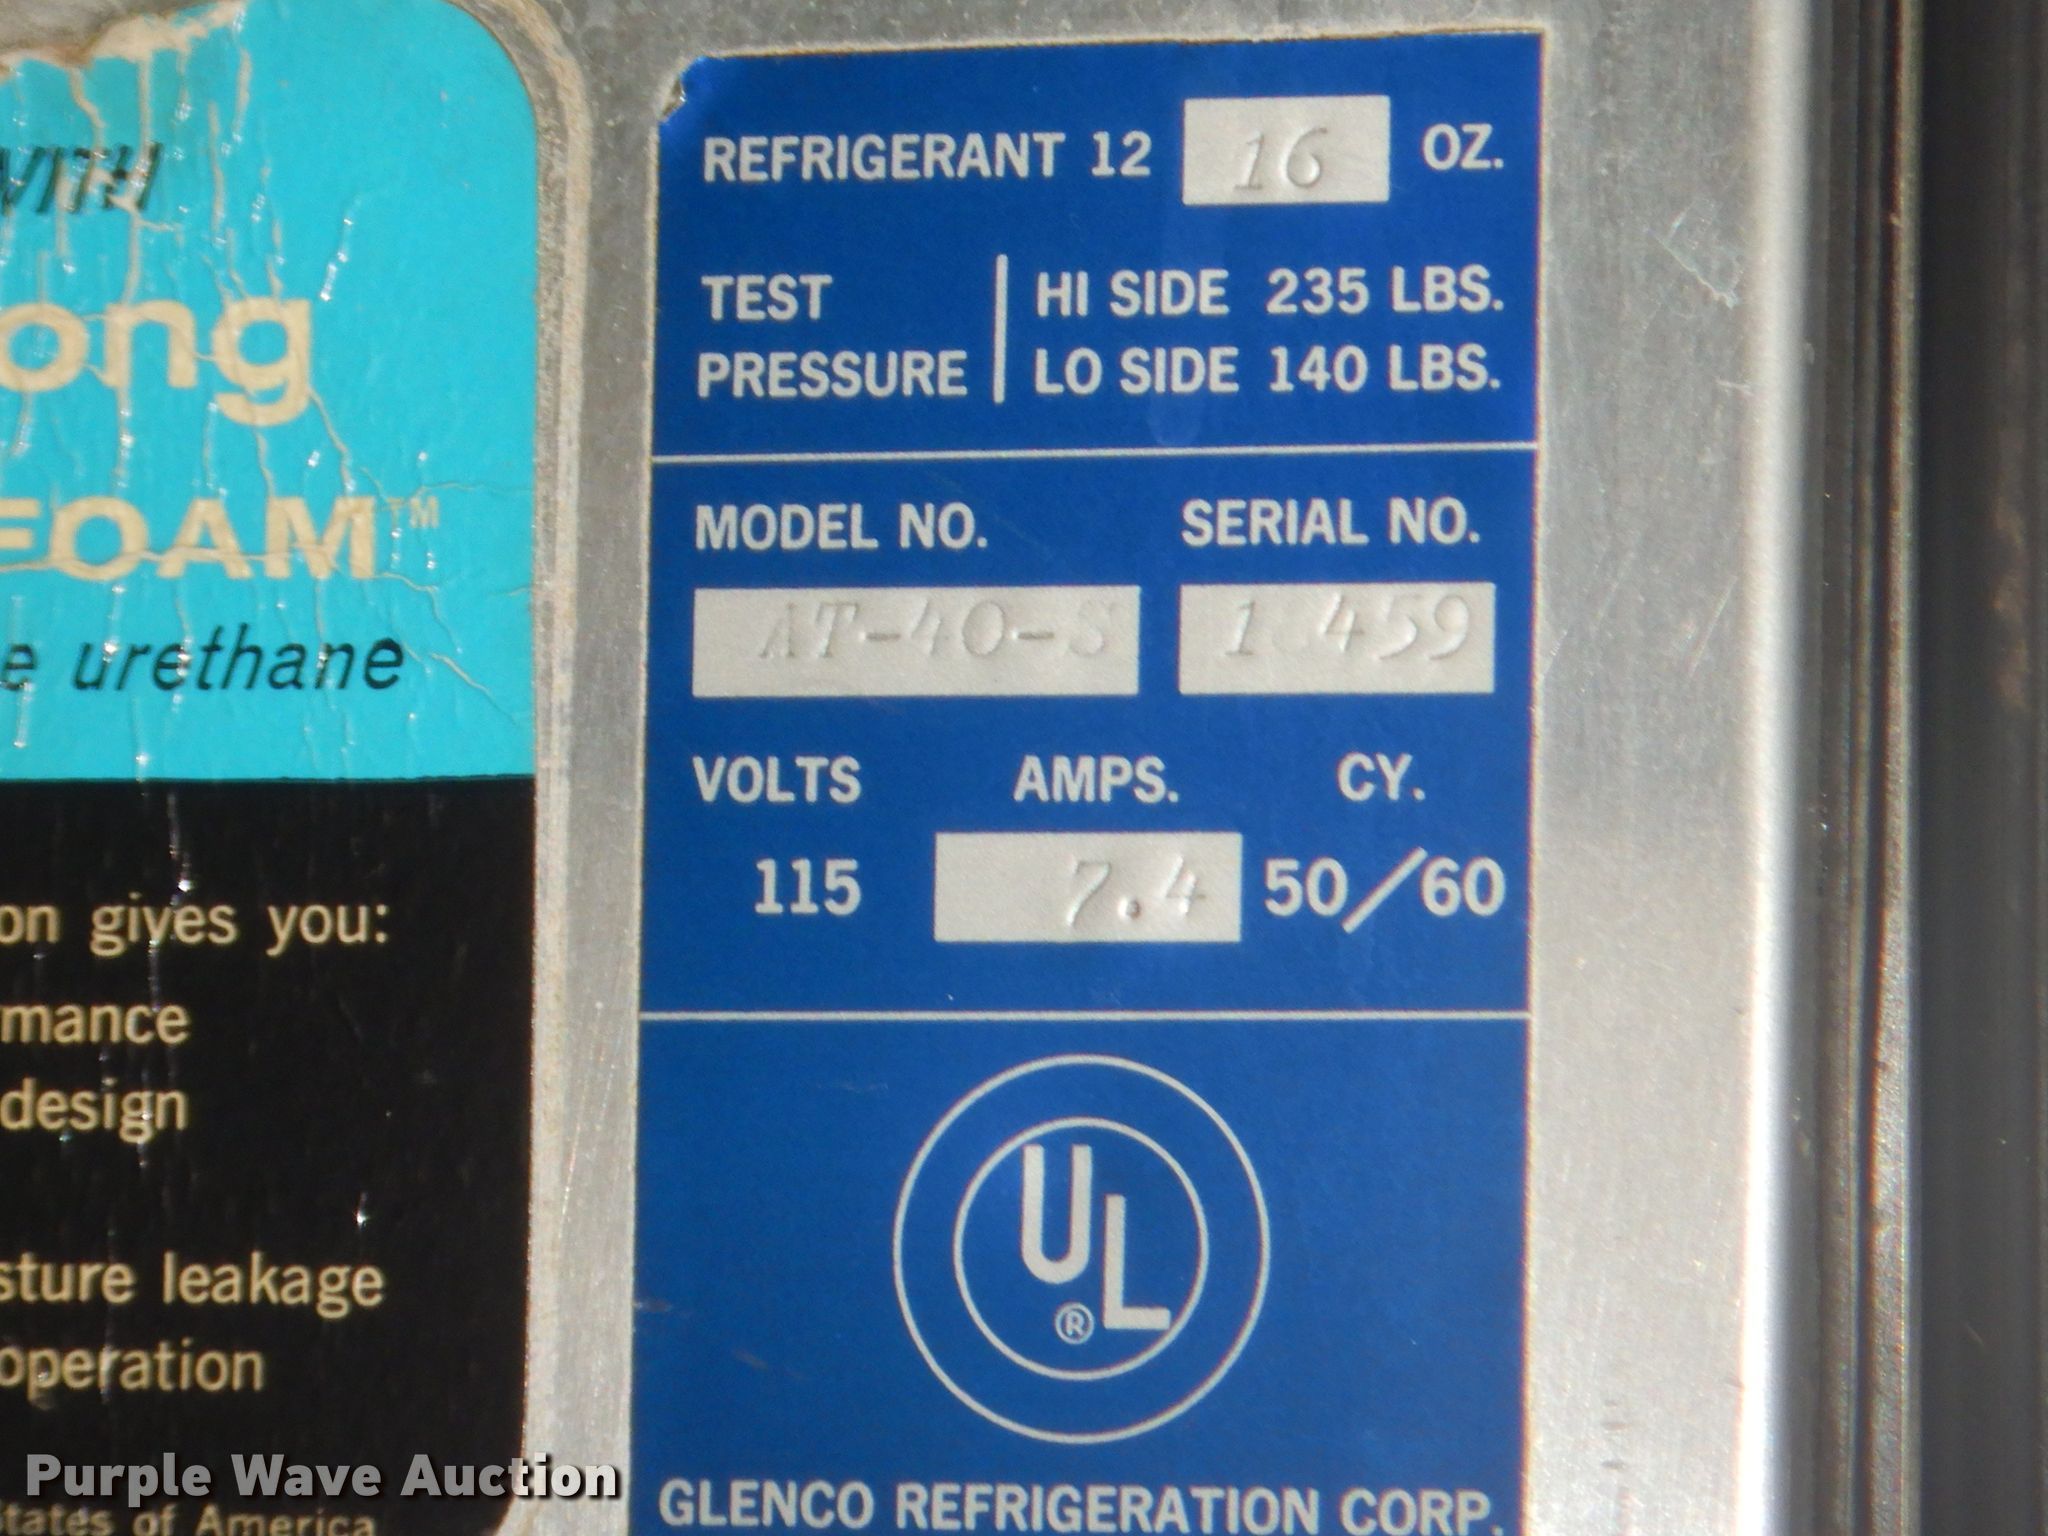 WITH
ong
FOAM™
e urethane
on gives you:
rmance
design
sture leakage
operation
States of America
REFRIGERANT 12 16 OZ.
TEST PRESSURE
HI SIDE 235 LBS.
LO SIDE 140 LBS.
MODEL NO. SERIAL NO.
AT-40-S
VOLTS AMPS. CY.
115 7.4 50/60
UL®
GLENCO REFRIGERATION CORP.
Purple Wave Auction